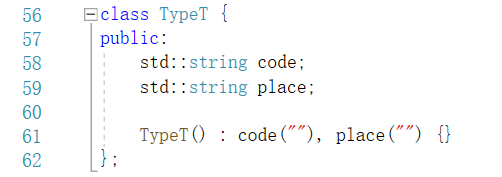 56 class TypeT {
57 public:
58     std::string code;
59     std::string place;
60
61     TypeT() : code(""), place("") {}
62 };